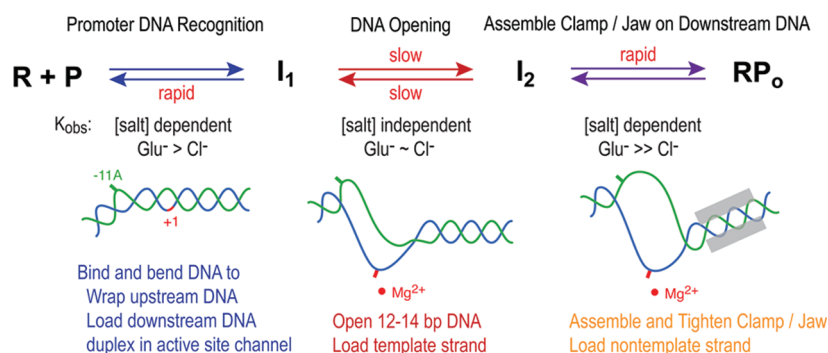 Promoter DNA Recognition
DNA Opening
Assemble Clamp / Jaw on Downstream DNA
R + P
rapid
I₁
slow
slow
I₂
rapid
RPₒ
K_obs:
[salt] dependent
Glu⁻ > Cl⁻
[salt] independent
Glu⁻ ~ Cl⁻
[salt] dependent
Glu⁻ >> Cl⁻
-11A
+1
Mg²⁺
Mg²⁺
Bind and bend DNA to
Wrap upstream DNA
Load downstream DNA
duplex in active site channel
Open 12-14 bp DNA
Load template strand
Assemble and Tighten Clamp / Jaw
Load nontemplate strand